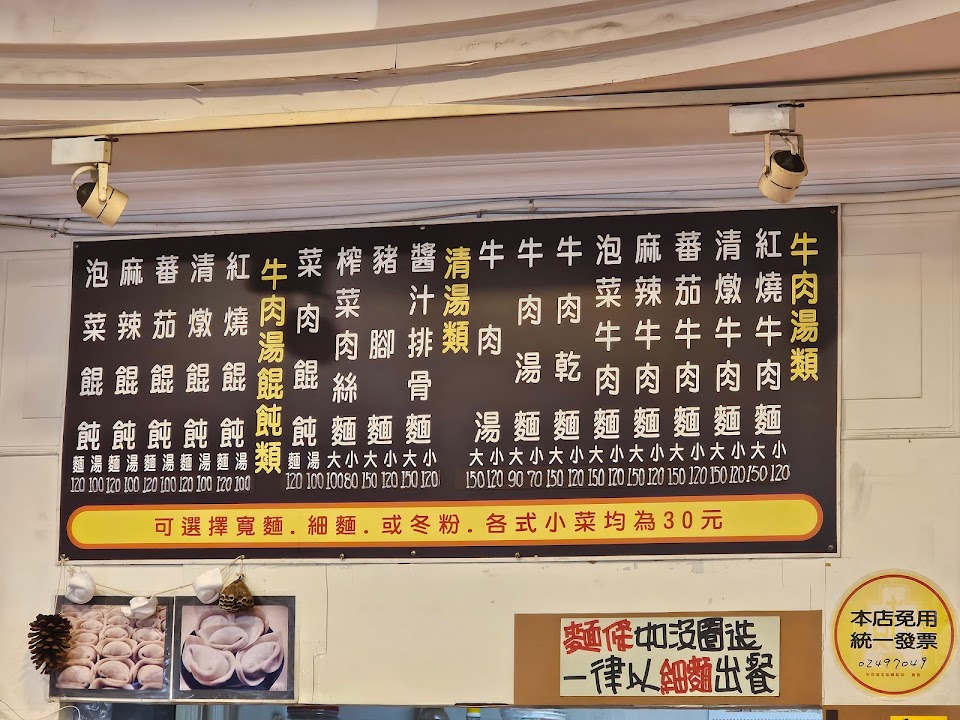 牛肉湯類
紅燒牛肉麵 大150 小120
清燉牛肉麵 大150 小120
蕃茄牛肉麵 大150 小120
麻辣牛肉麵 大150 小120
泡菜牛肉麵 大150 小120
牛肉乾麵 大150 小120
牛肉湯麵 大90 小70
牛肉湯 大150 小120
清湯類
醬汁排骨麵 大150 小120
豬腳麵 大150 小120
榨菜肉絲麵 大100 小80
菜肉餛飩 麵120 湯100
牛肉湯餛飩類
紅燒餛飩 麵120 湯100
清燉餛飩 麵120 湯100
蕃茄餛飩 麵120 湯100
麻辣餛飩 麵120 湯100
泡菜餛飩 麵120 湯100
可選擇寬麵.細麵.或冬粉.各式小菜均為30元
麵條如沒圈選
一律以細麵出餐
本店免用
統一發票
02497049